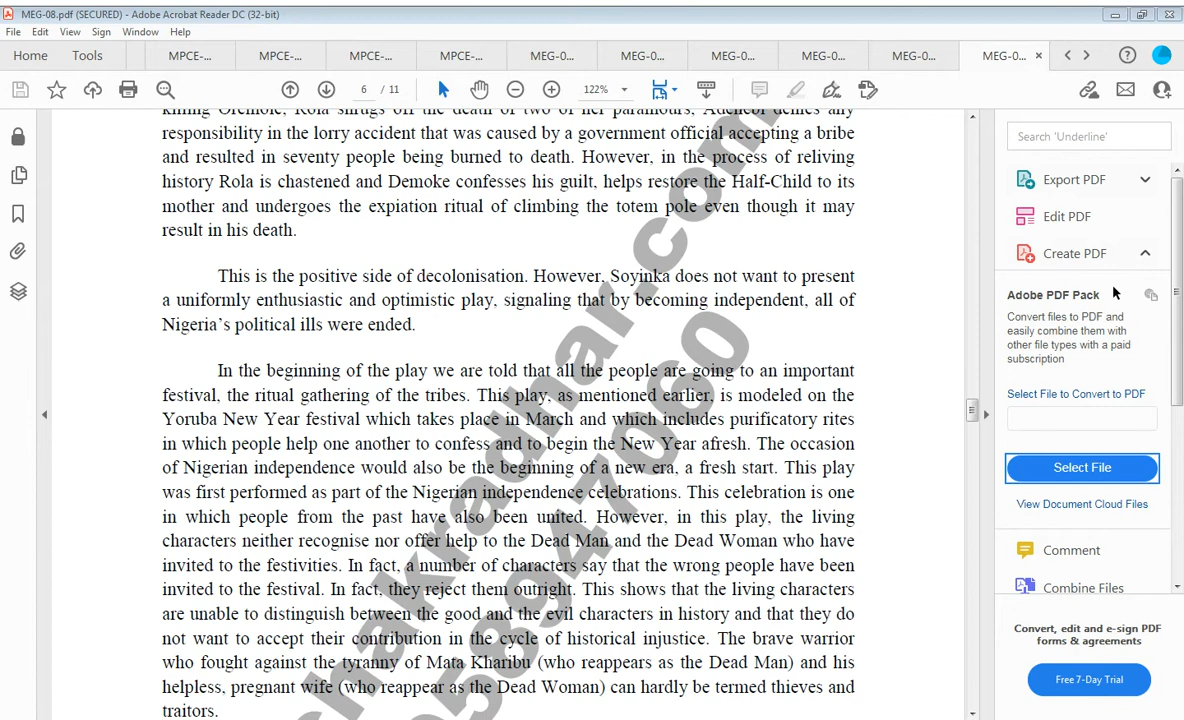 MEG-08.pdf (SECURED) - Adobe Acrobat Reader DC (32-bit)
File Edit View Sign Window Help
Home Tools MPCE-... MPCE-... MPCE-... MPCE-... MEG-0... MEG-0... MEG-0... MEG-0... MEG-0... MEG-0... ×
6 / 11 122%
killing Oremole, Rola shrugs off the death of two of her paramours, Adenebi denies any
responsibility in the lorry accident that was caused by a government official accepting a bribe
and resulted in seventy people being burned to death. However, in the process of reliving
history Rola is chastened and Demoke confesses his guilt, helps restore the Half-Child to its
mother and undergoes the expiation ritual of climbing the totem pole even though it may
result in his death.
This is the positive side of decolonisation. However, Soyinka does not want to present
a uniformly enthusiastic and optimistic play, signaling that by becoming independent, all of
Nigeria's political ills were ended.
In the beginning of the play we are told that all the people are going to an important
festival, the ritual gathering of the tribes. This play, as mentioned earlier, is modeled on the
Yoruba New Year festival which takes place in March and which includes purificatory rites
in which people help one another to confess and to begin the New Year afresh. The occasion
of Nigerian independence would also be the beginning of a new era, a fresh start. This play
was first performed as part of the Nigerian independence celebrations. This celebration is one
in which people from the past have also been united. However, in this play, the living
characters neither recognise nor offer help to the Dead Man and the Dead Woman who have
invited to the festivities. In fact, a number of characters say that the wrong people have been
invited to the festival. In fact, they reject them outright. This shows that the living characters
are unable to distinguish between the good and the evil characters in history and that they do
not want to accept their contribution in the cycle of historical injustice. The brave warrior
who fought against the tyranny of Mata Kharibu (who reappears as the Dead Man) and his
helpless, pregnant wife (who reappear as the Dead Woman) can hardly be termed thieves and
traitors.
hakradhar.com
9589470​60
Search 'Underline'
Export PDF
Edit PDF
Create PDF
Adobe PDF Pack
Convert files to PDF and
easily combine them with
other file types with a paid
subscription
Select File to Convert to PDF
Select File
View Document Cloud Files
Comment
Combine Files
Convert, edit and e-sign PDF
forms & agreements
Free 7-Day Trial